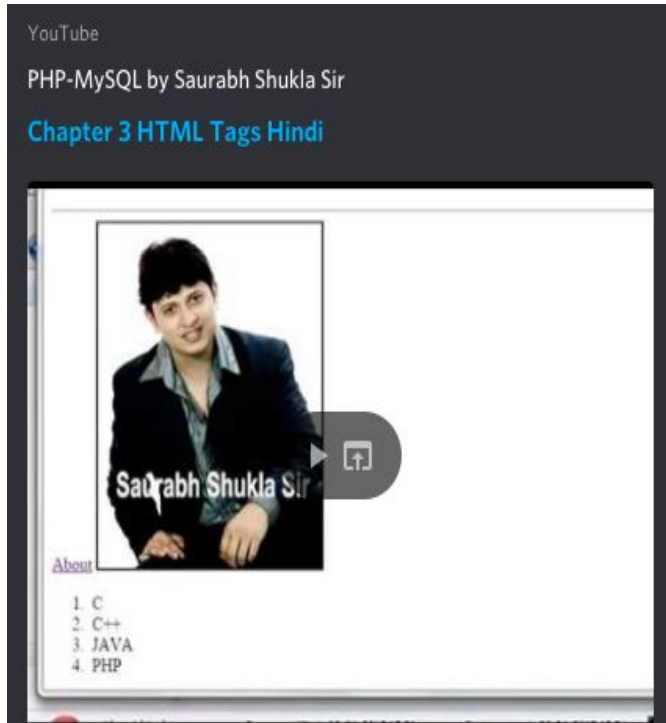 YouTube
PHP-MySQL by Saurabh Shukla Sir
Chapter 3 HTML Tags Hindi
Saurabh Shukla Sir
About
1. C
2. C++
3. JAVA
4. PHP